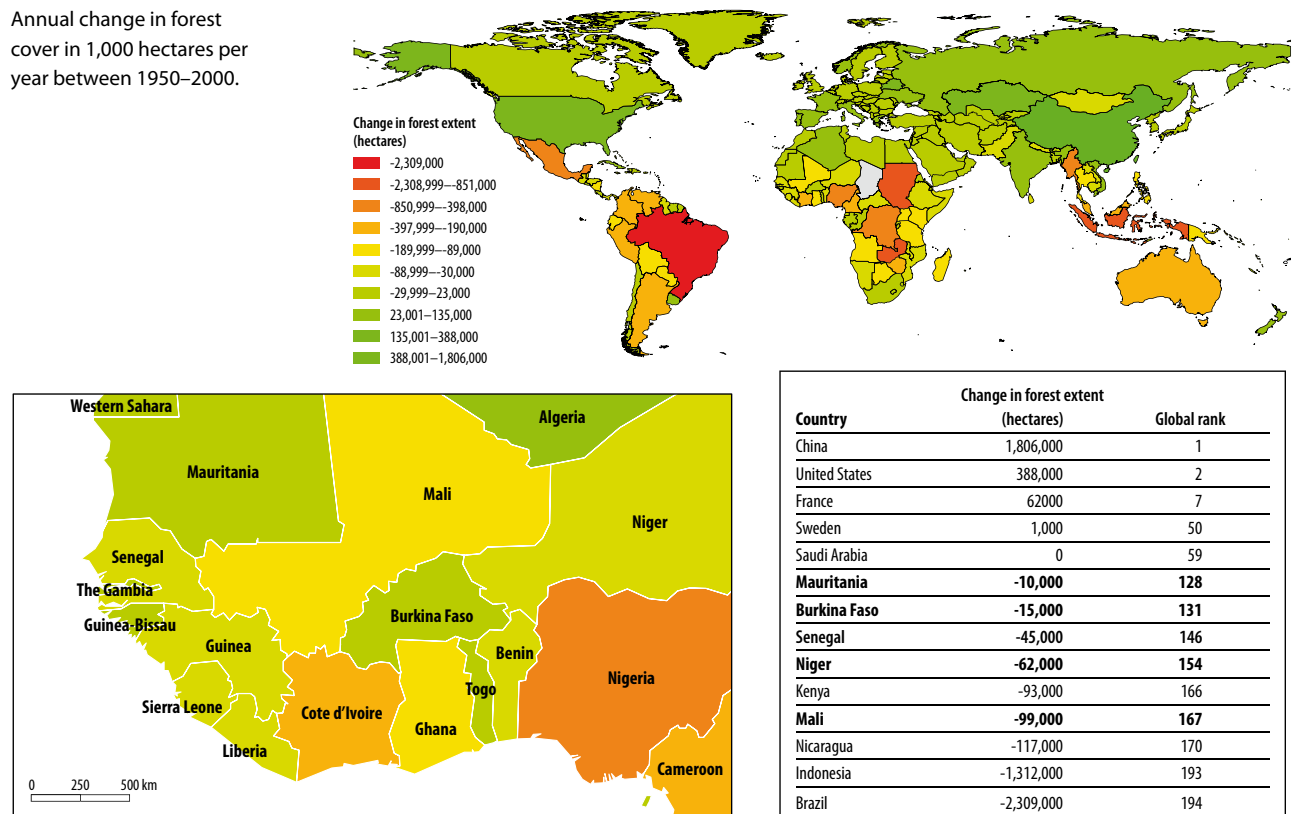 Annual change in forest
cover in 1,000 hectares per
year between 1950–2000.
Change in forest extent
(hectares)
-2,309,000
-2,308,999–-851,000
-850,999–-398,000
-397,999–-190,000
-189,999–-89,000
-88,999–-30,000
-29,999–23,000
23,001–135,000
135,001–388,000
388,001–1,806,000
Western Sahara
Algeria
Mauritania
Mali
Niger
Senegal
The Gambia
Guinea-Bissau
Burkina Faso
Guinea
Benin
Nigeria
Togo
Sierra Leone
Cote d'Ivoire
Ghana
Liberia
Cameroon
0 250 500 km
Change in forest extent
Country (hectares) Global rank
China 1,806,000 1
United States 388,000 2
France 62000 7
Sweden 1,000 50
Saudi Arabia 0 59
Mauritania -10,000 128
Burkina Faso -15,000 131
Senegal -45,000 146
Niger -62,000 154
Kenya -93,000 166
Mali -99,000 167
Nicaragua -117,000 170
Indonesia -1,312,000 193
Brazil -2,309,000 194